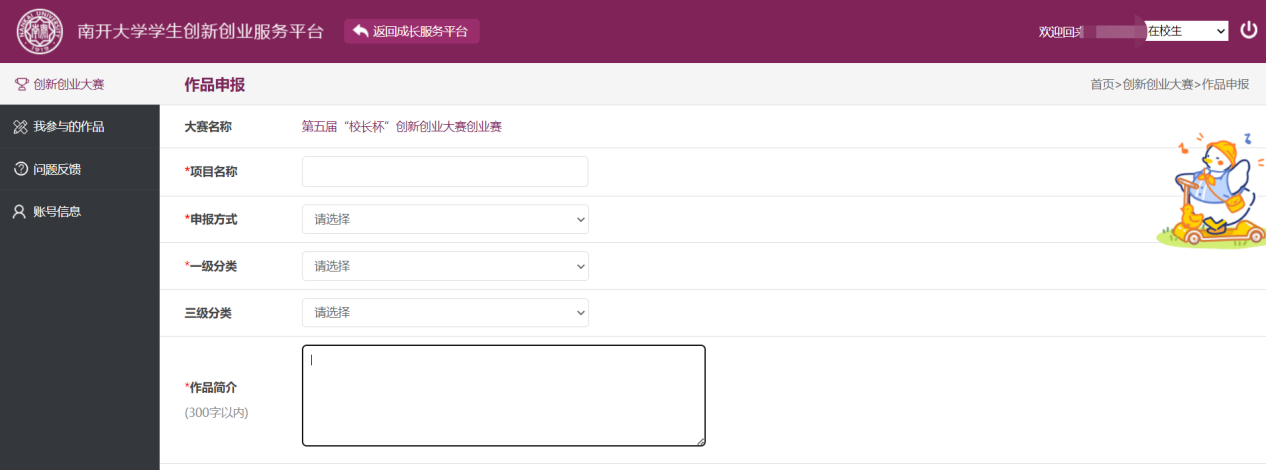 南开大学学生创新创业服务平台
返回成长服务平台
欢迎回来
在校生
创新创业大赛
作品申报
首页>创新创业大赛>作品申报
我参与的作品
问题反馈
账号信息
大赛名称 第五届“校长杯”创新创业大赛创业赛
*项目名称
*申报方式 请选择
*一级分类 请选择
三级分类 请选择
*作品简介
(300字以内)